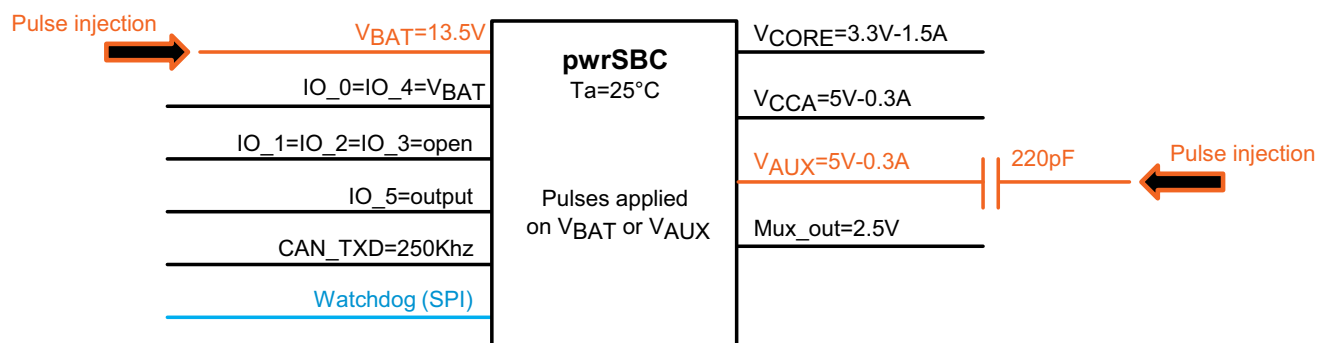 Pulse injection
VBAT=13.5V
IO_0=IO_4=VBAT
IO_1=IO_2=IO_3=open
IO_5=output
CAN_TXD=250Khz
Watchdog (SPI)
pwrSBC
Ta=25°C
Pulses applied
on VBAT or VAUX
VCORE=3.3V-1.5A
VCCA=5V-0.3A
VAUX=5V-0.3A
220pF
Pulse injection
Mux_out=2.5V